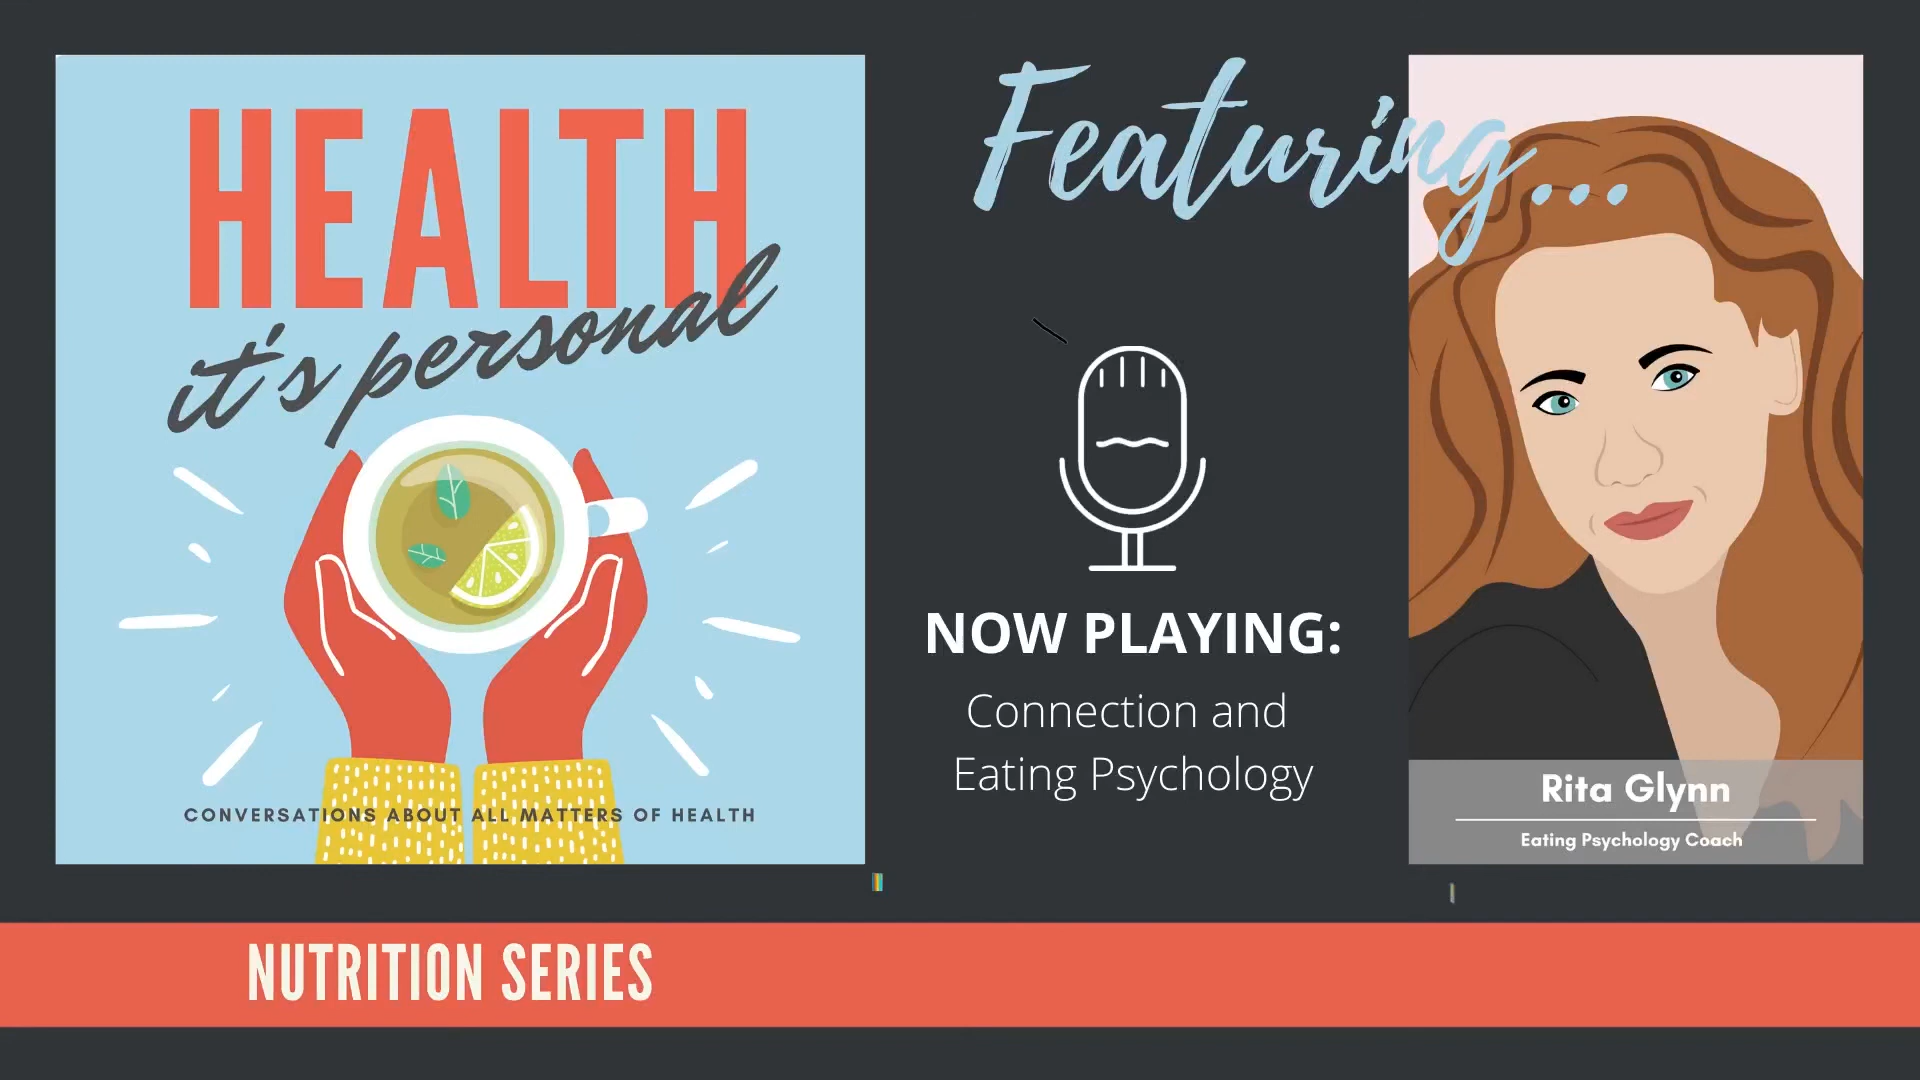 HEALTH
it's personal
CONVERSATIONS ABOUT ALL MATTERS OF HEALTH
Featuring...
NOW PLAYING:
Connection and
Eating Psychology
Rita Glynn
Eating Psychology Coach
NUTRITION SERIES